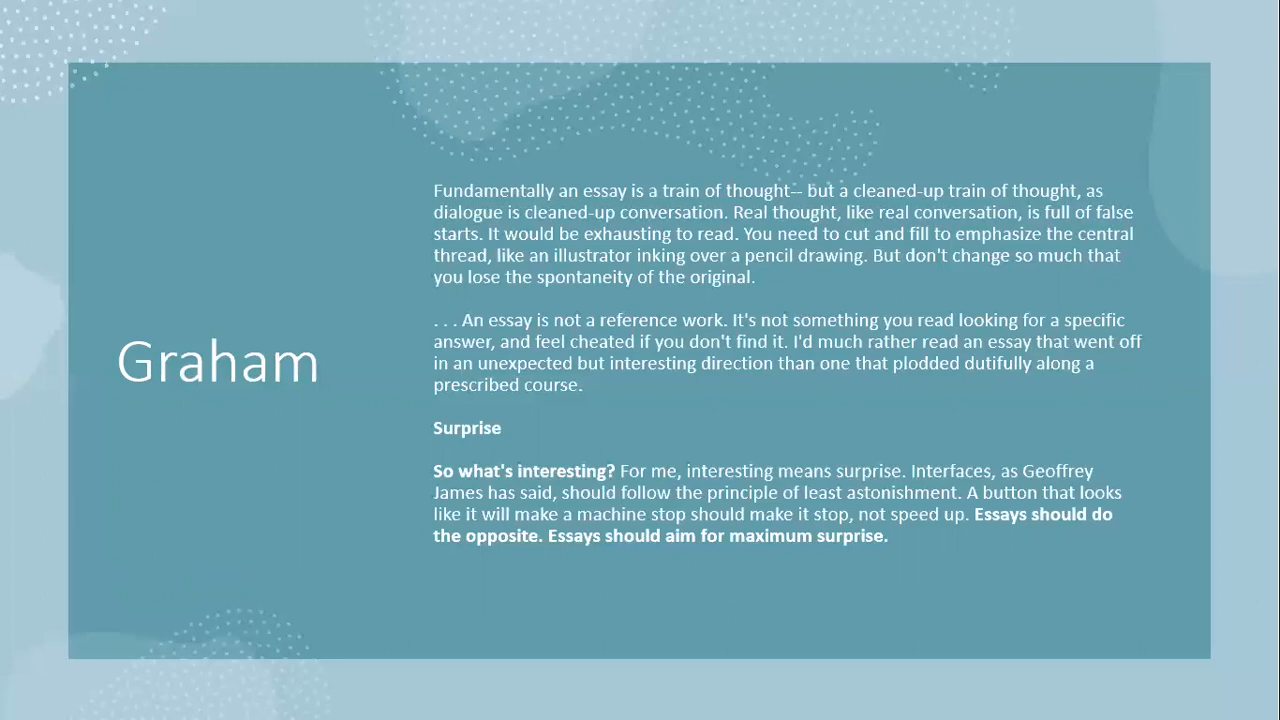 Graham
Fundamentally an essay is a train of thought-- but a cleaned-up train of thought, as
dialogue is cleaned-up conversation. Real thought, like real conversation, is full of false
starts. It would be exhausting to read. You need to cut and fill to emphasize the central
thread, like an illustrator inking over a pencil drawing. But don't change so much that
you lose the spontaneity of the original.
. . . An essay is not a reference work. It's not something you read looking for a specific
answer, and feel cheated if you don't find it. I'd much rather read an essay that went off
in an unexpected but interesting direction than one that plodded dutifully along a
prescribed course.
Surprise
So what's interesting? For me, interesting means surprise. Interfaces, as Geoffrey
James has said, should follow the principle of least astonishment. A button that looks
like it will make a machine stop should make it stop, not speed up. Essays should do
the opposite. Essays should aim for maximum surprise.